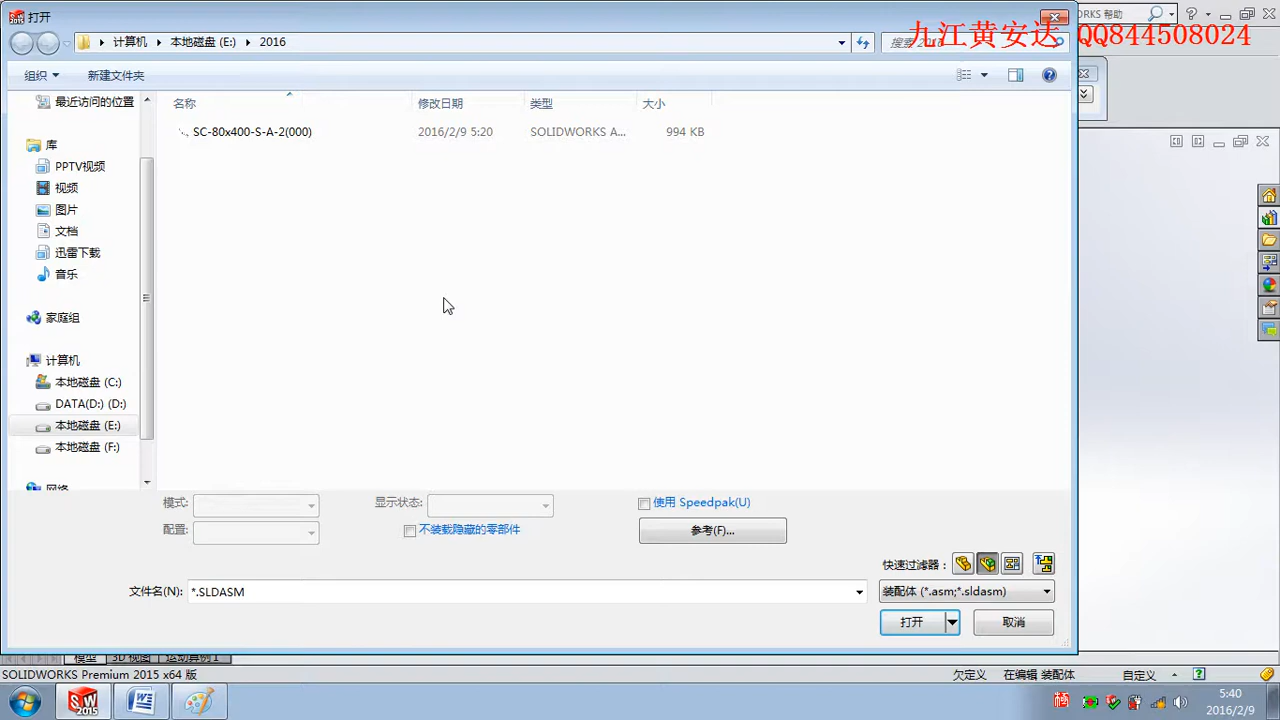 打开
RKS 帮助
九江黄安达 QQ844508024
计算机
本地磁盘 (E:)
2016
搜索
组织
新建文件夹
名称
修改日期
类型
大小
SC-80x400-S-A-2(000)
2016/2/9 5:20
SOLIDWORKS A...
994 KB
最近访问的位置
库
PPTV视频
视频
图片
文档
迅雷下载
音乐
家庭组
计算机
本地磁盘 (C:)
DATA(D:) (D:)
本地磁盘 (E:)
本地磁盘 (F:)
网络
模式:
显示状态:
使用 Speedpak(U)
配置:
不装载隐藏的零部件
参考(F)...
快速过滤器:
文件名(N):
*.SLDASM
装配体 (*.asm;*.sldasm)
打开
取消
模型
3D 视图
运动算例1
SOLIDWORKS Premium 2015 x64 版
欠定义
在编辑 装配体
自定义
5:40
2016/2/9